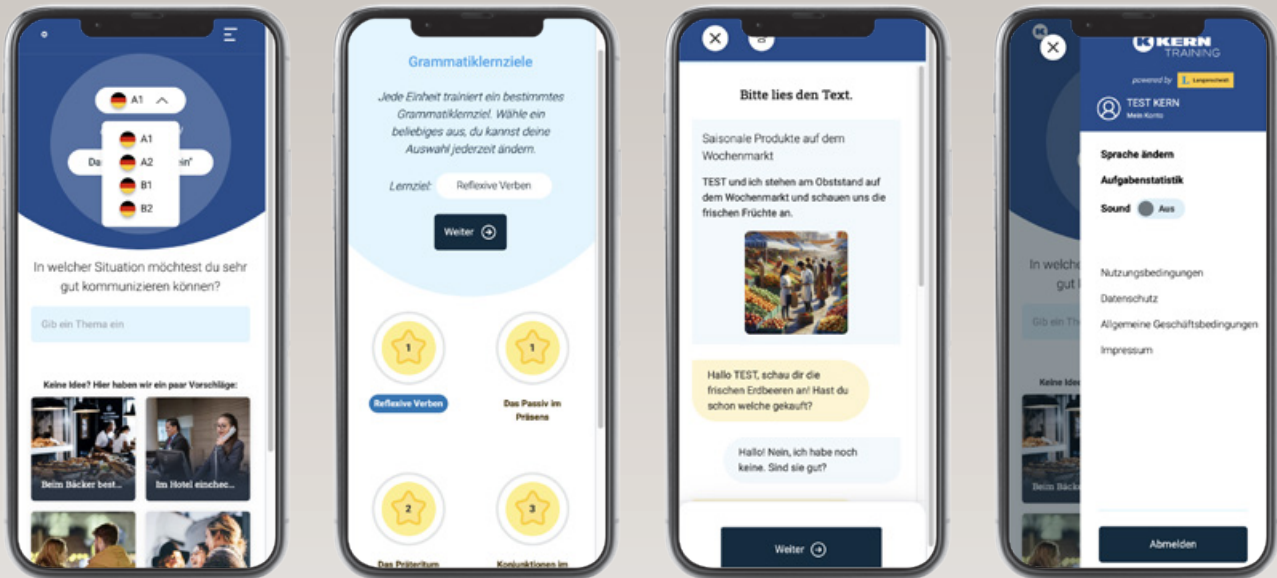 A1
A1
A2
B1
B2
In welcher Situation möchtest du sehr
gut kommunizieren können?
Gib ein Thema ein
Keine Idee? Hier haben wir ein paar Vorschläge:
Beim Bäcker best...
Im Hotel einchec...
Grammatiklernziele
Jede Einheit trainiert ein bestimmtes
Grammatiklernziel. Wähle ein
beliebiges aus, du kannst deine
Auswahl jederzeit ändern.
Lernziel: Reflexive Verben
Weiter
1
1
Reflexive Verben
Das Passiv im
Präsens
2
3
Das Präteritum
Konjunktionen im
Bitte lies den Text.
Saisonale Produkte auf dem
Wochenmarkt
TEST und ich stehen am Obststand auf
dem Wochenmarkt und schauen uns die
frischen Früchte an.
Hallo TEST, schau dir die
frischen Erdbeeren an! Hast du
schon welche gekauft?
Hallo! Nein, ich habe noch
keine. Sind sie gut?
Weiter
KERN
TRAINING
powered by Langenscheidt
TEST KERN
Mein Konto
Sprache ändern
Aufgabenstatistik
Sound Aus
Nutzungsbedingungen
Datenschutz
Allgemeine Geschäftsbedingungen
Impressum
Abmelden
In welche
gut
Gib ein Th
Keine Idee
Beim Bäcke